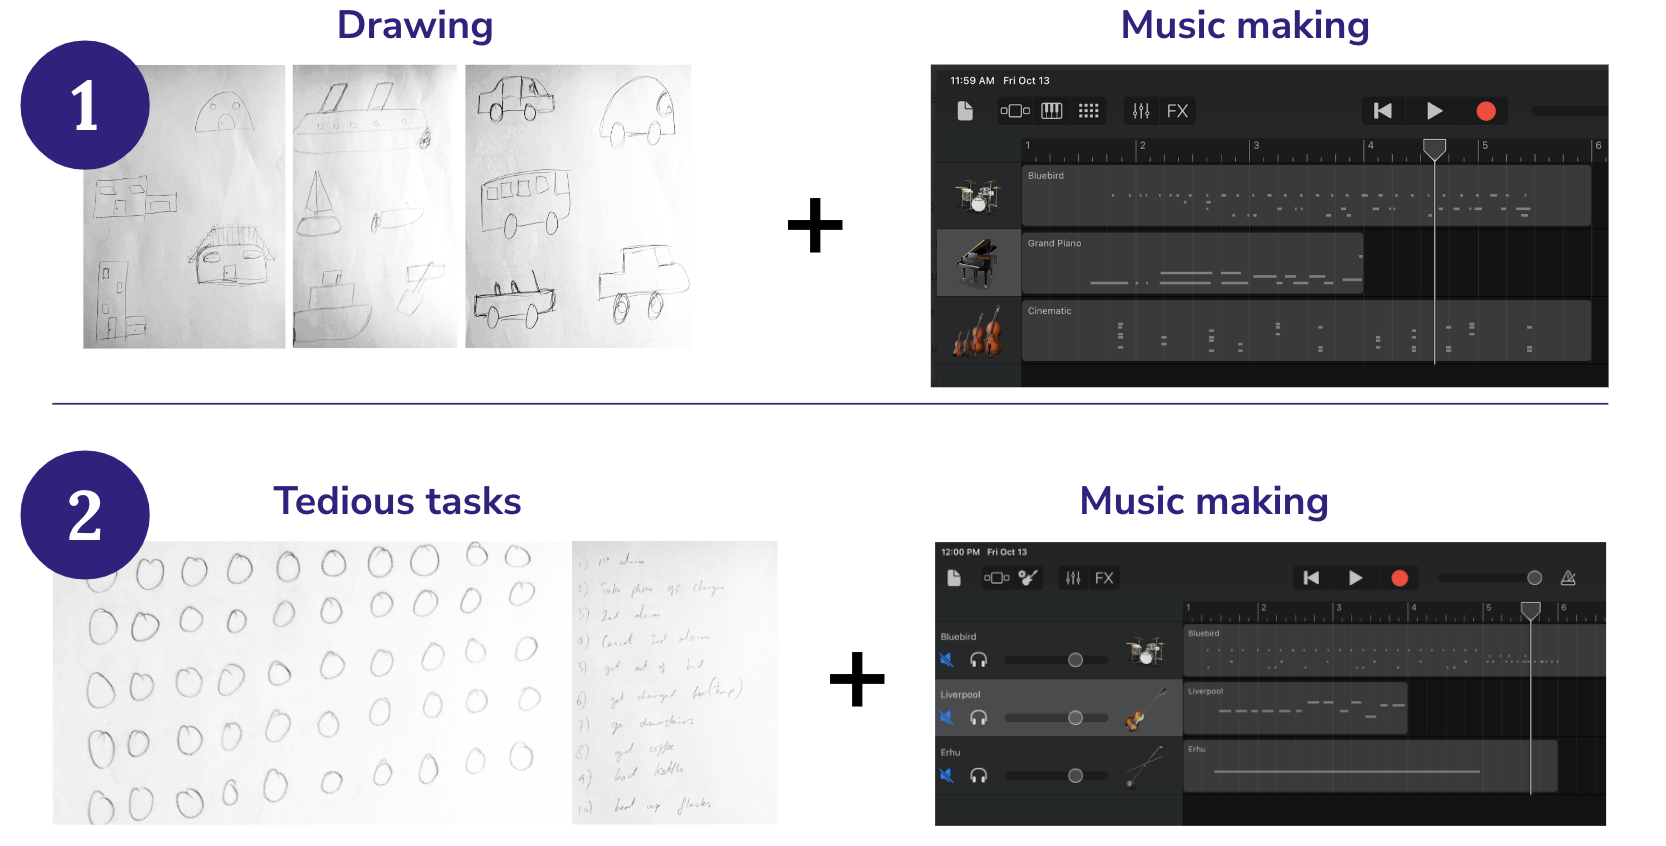 Drawing
Music making
1
11:59 AM Fri Oct 13
FX
1 2 3 4 5 6
Bluebird
Grand Piano
Cinematic
2
Tedious tasks
Music making
1) 1st alarm
2) Take phone off charger
3) 2nd alarm
4) Cancel 3rd alarm
5) get out of bed
6) get changed for (temp)
7) go downstairs
8) get coffee
9) boil kettle
10) heat up flasks
12:00 PM Fri Oct 13
FX
1 2 3 4 5 6
Bluebird
Bluebird
Liverpool
Liverpool
Erhu
Erhu